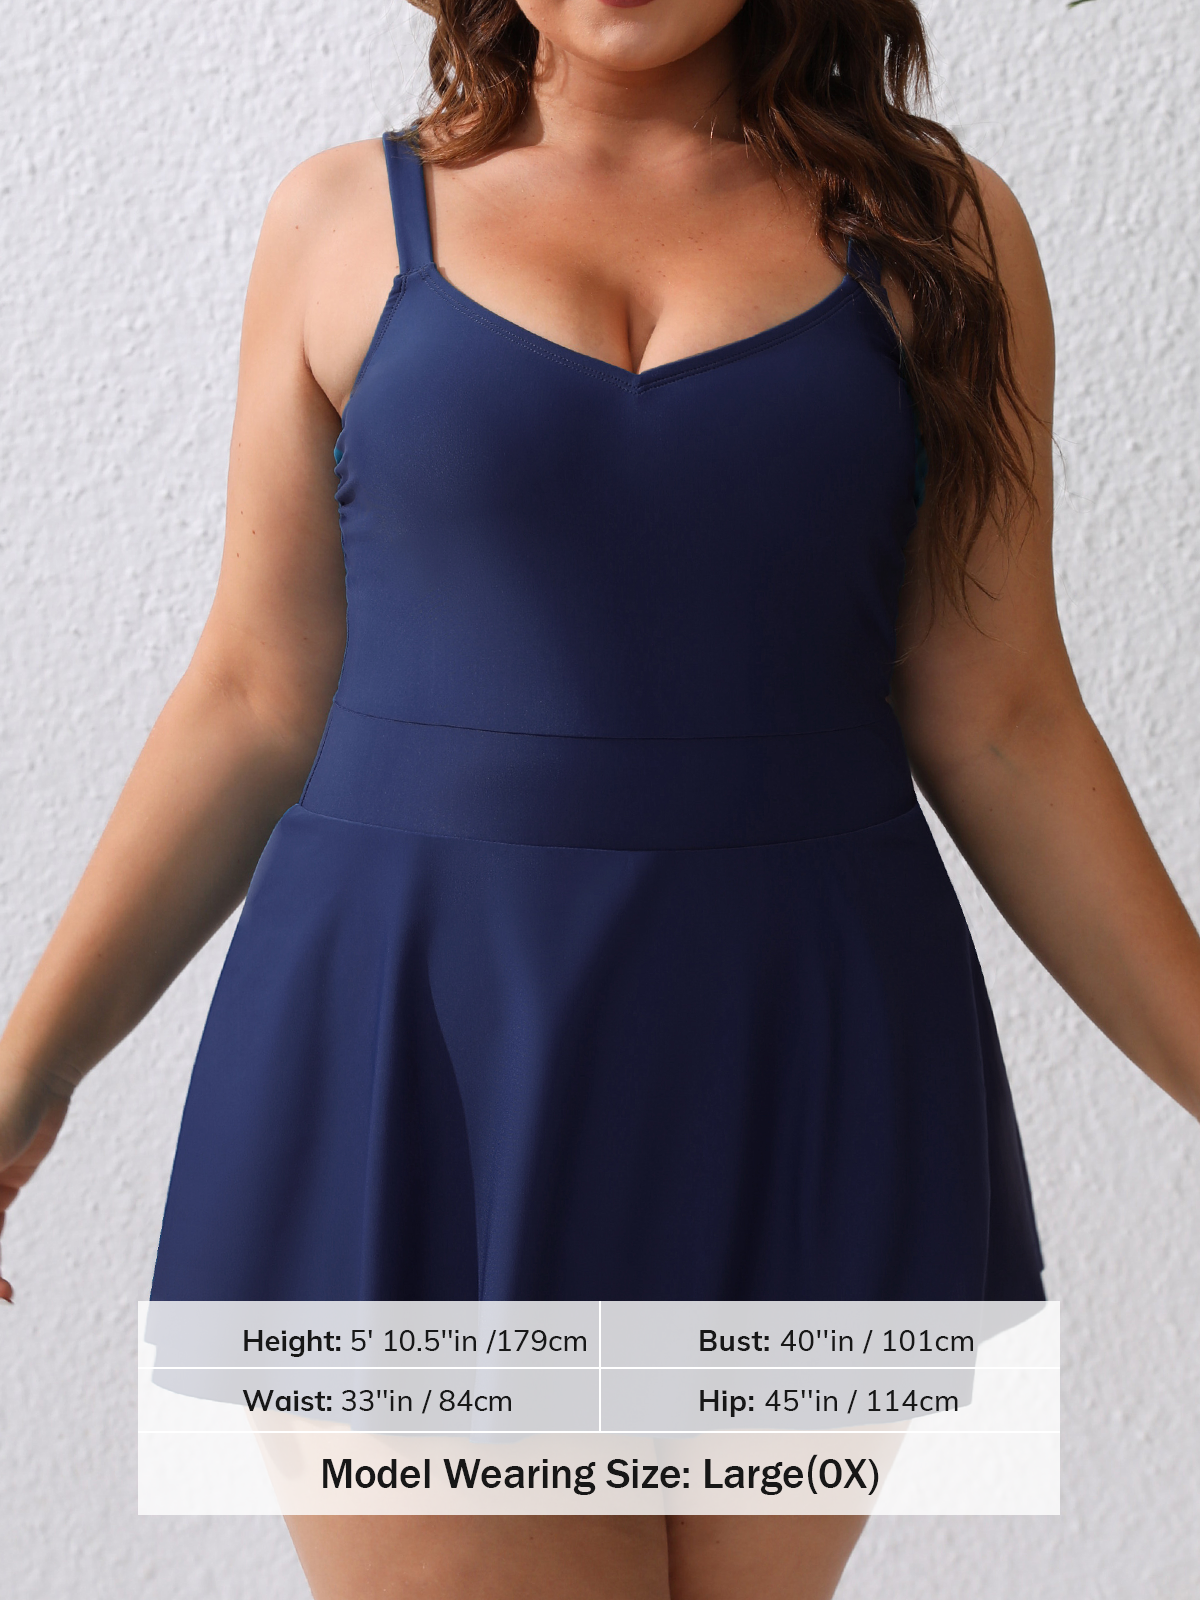 Height: 5' 10.5''in /179cm
Bust: 40''in / 101cm
Waist: 33''in / 84cm
Hip: 45''in / 114cm
Model Wearing Size: Large(0X)